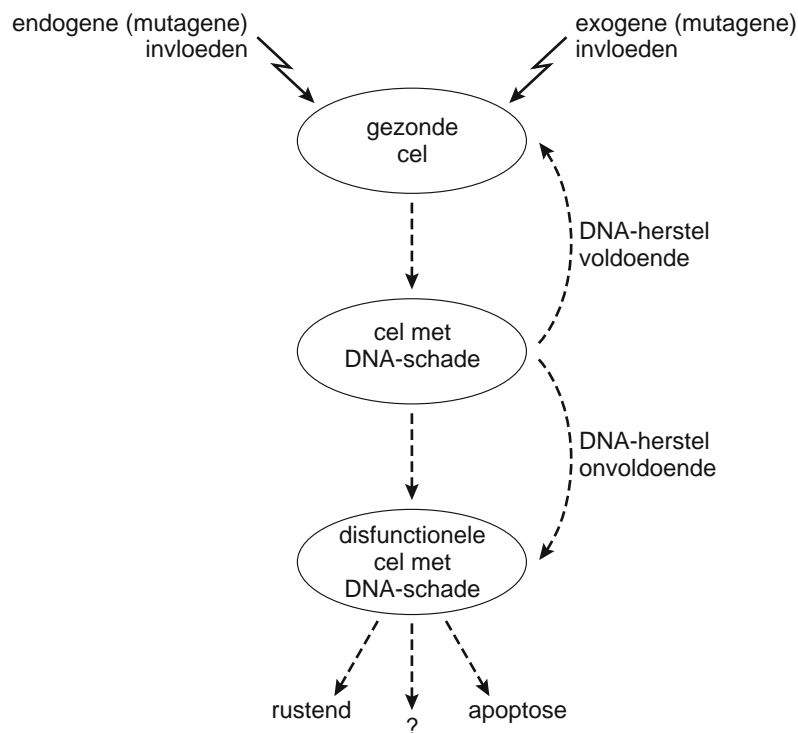 endogene (mutagene)
invloeden
exogene (mutagene)
invloeden
gezonde
cel
DNA-herstel
voldoende
cel met
DNA-schade
DNA-herstel
onvoldoende
disfunctionele
cel met
DNA-schade
rustend
?
apoptose